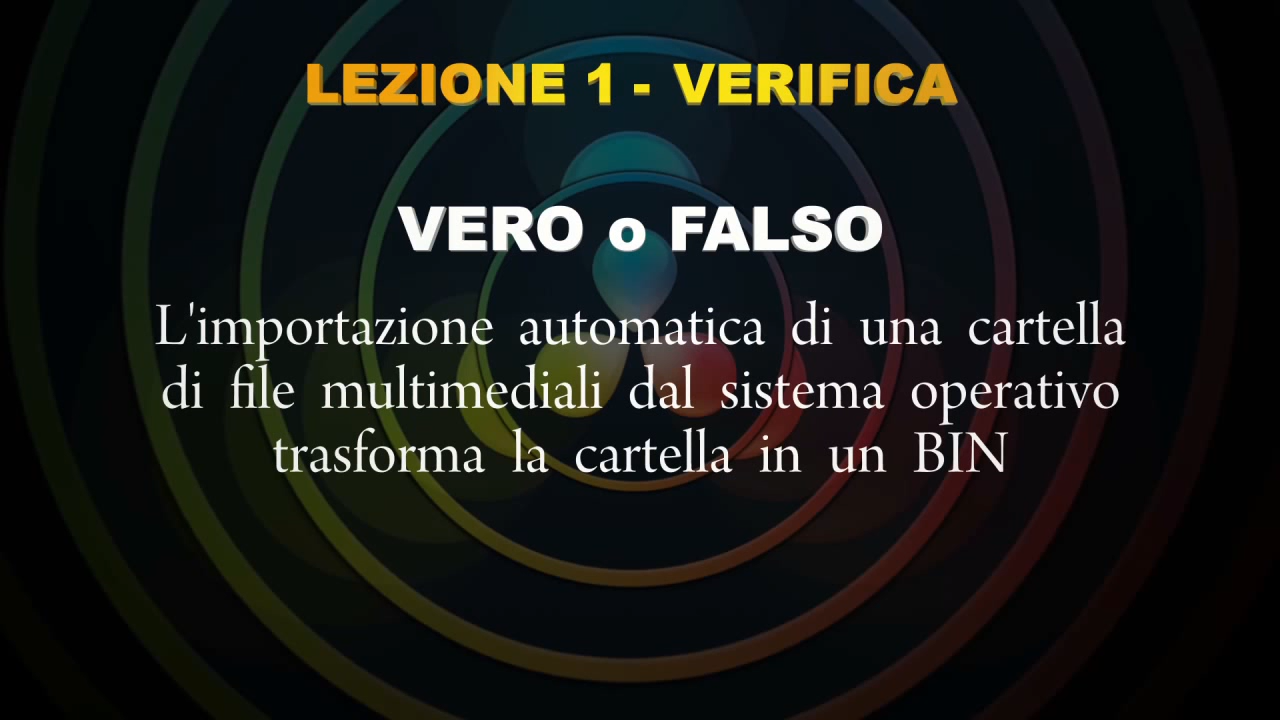 LEZIONE 1 - VERIFICA
VERO o FALSO
L'importazione automatica di una cartella
di file multimediali dal sistema operativo
trasforma la cartella in un BIN